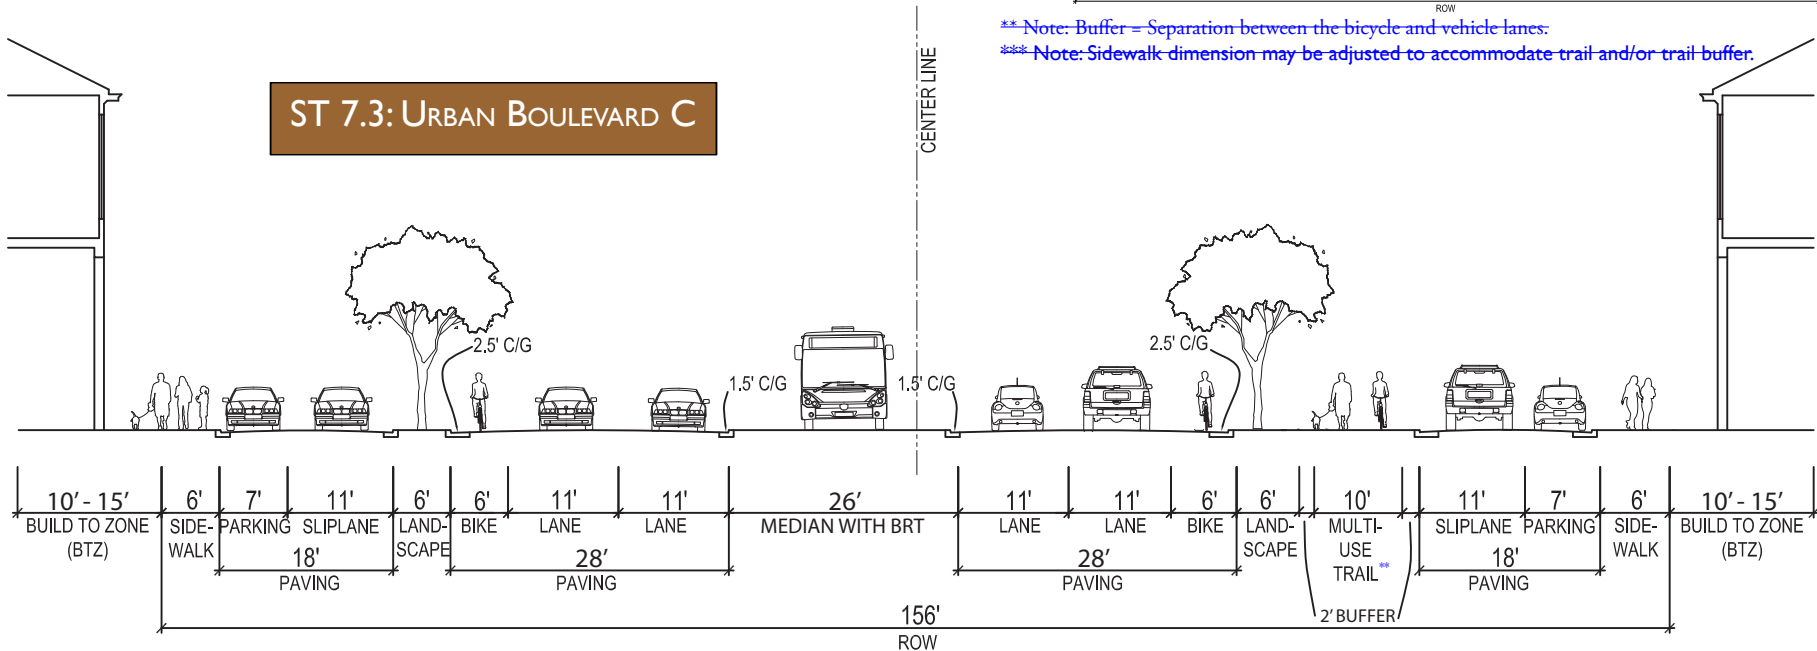 ROW
** Note: Buffer = Separation between the bicycle and vehicle lanes.
*** Note: Sidewalk dimension may be adjusted to accommodate trail and/or trail buffer.
ST 7.3: URBAN BOULEVARD C
CENTER LINE
2.5' C/G
2.5' C/G
1.5' C/G
1.5' C/G
10' - 15' 6' 7' 11' 6' 6' 11' 11' 26' 11' 11' 6' 6' 10' 11' 7' 6' 10' - 15'
BUILD TO ZONE SIDE- PARKING SLIPLANE LAND- BIKE LANE LANE MEDIAN WITH BRT LANE LANE BIKE LAND- MULTI- SLIPLANE PARKING SIDE- BUILD TO ZONE
(BTZ) WALK SCAPE SCAPE USE WALK (BTZ)
18' 28' 28' TRAIL** 18'
PAVING PAVING PAVING PAVING
2' BUFFER
156'
ROW